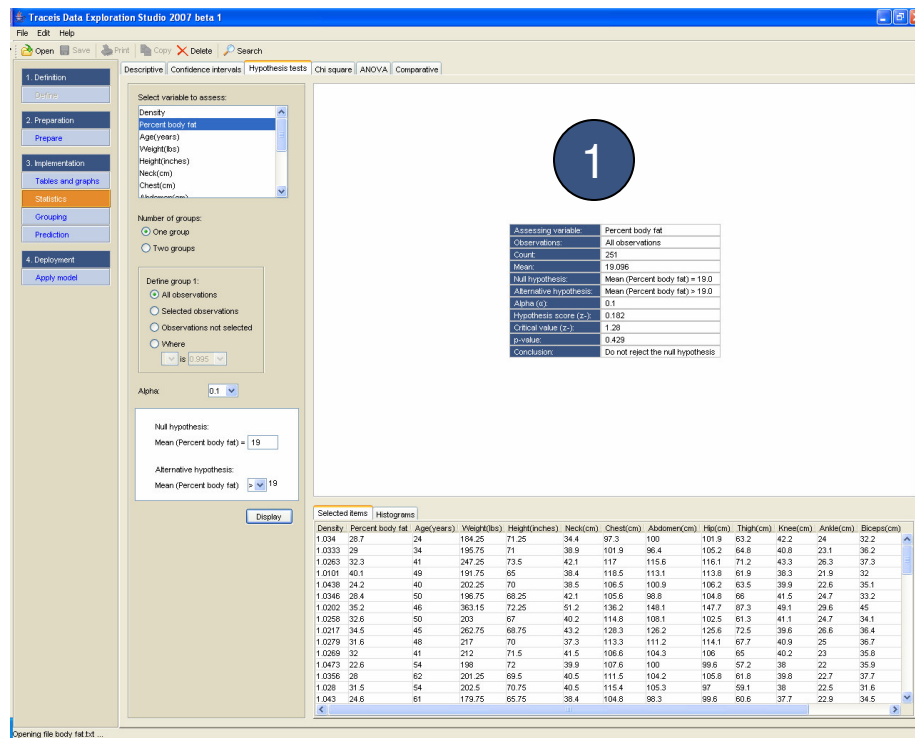 Traceis Data Exploration Studio 2007 beta 1
File Edit Help
Open Save Print Copy Delete Search
1. Definition
Define
2. Preparation
Prepare
3. Implementation
Tables and graphs
Statistics
Grouping
Prediction
4. Deployment
Apply model
Descriptive Confidence intervals Hypothesis tests Chi square ANOVA Comparative
Select variable to assess:
Density
Percent body fat
Age(years)
Weight(lbs)
Height(inches)
Neck(cm)
Chest(cm)
Abdomen(cm)
Number of groups:
One group
Two groups
Define group 1:
All observations
Selected observations
Observations not selected
Where
is 0.995
Alpha: 0.1
Null hypothesis:
Mean (Percent body fat) = 19
Alternative hypothesis:
Mean (Percent body fat) > 19
Display
1
Assessing variable: Percent body fat
Observations: All observations
Count: 251
Mean: 19.096
Null hypothesis: Mean (Percent body fat) = 19.0
Alternative hypothesis: Mean (Percent body fat) > 19.0
Alpha (α): 0.1
Hypothesis score (z-): 0.182
Critical value (z-): 1.28
p-value: 0.429
Conclusion: Do not reject the null hypothesis
Selected items Histograms
Density Percent body fat Age(years) Weight(lbs) Height(inches) Neck(cm) Chest(cm) Abdomen(cm) Hip(cm) Thigh(cm) Knee(cm) Ankle(cm) Biceps(cm)
1.034 28.7 24 184.25 71.25 34.4 97.3 100 101.9 63.2 42.2 24 32.2
1.0333 29 34 195.75 71 38.9 101.9 96.4 105.2 64.8 40.8 23.1 36.2
1.0263 32.3 41 247.25 73.5 42.1 117 115.6 116.1 71.2 43.3 26.3 37.3
1.0101 40.1 49 191.75 65 38.4 118.5 113.1 113.8 61.9 38.3 21.9 32
1.0438 24.2 40 202.25 70 38.5 106.5 100.9 106.2 63.5 39.9 22.6 35.1
1.0346 28.4 50 196.75 68.25 42.1 105.6 98.8 104.8 66 41.5 24.7 33.2
1.0202 35.2 46 363.15 72.25 51.2 136.2 148.1 147.7 87.3 49.1 29.6 45
1.0258 32.6 50 203 67 40.2 114.8 108.1 102.5 61.3 41.1 24.7 34.1
1.0217 34.5 45 262.75 68.75 43.2 128.3 126.2 125.6 72.5 39.6 26.6 36.4
1.0279 31.6 48 217 70 37.3 113.3 111.2 114.1 67.7 40.9 25 36.7
1.0269 32 41 212 71.5 41.5 106.6 104.3 106 65 40.2 23 35.8
1.0473 22.6 54 198 72 39.9 107.6 100 99.6 57.2 38 22 35.9
1.0356 28 62 201.25 69.5 40.5 111.5 104.2 105.8 61.8 39.8 22.7 37.7
1.028 31.5 54 202.5 70.75 40.5 115.4 105.3 97 59.1 38 22.5 31.6
1.043 24.6 61 179.75 65.75 38.4 104.8 98.3 99.6 60.6 37.7 22.9 34.5
Opening file body fat.txt ...